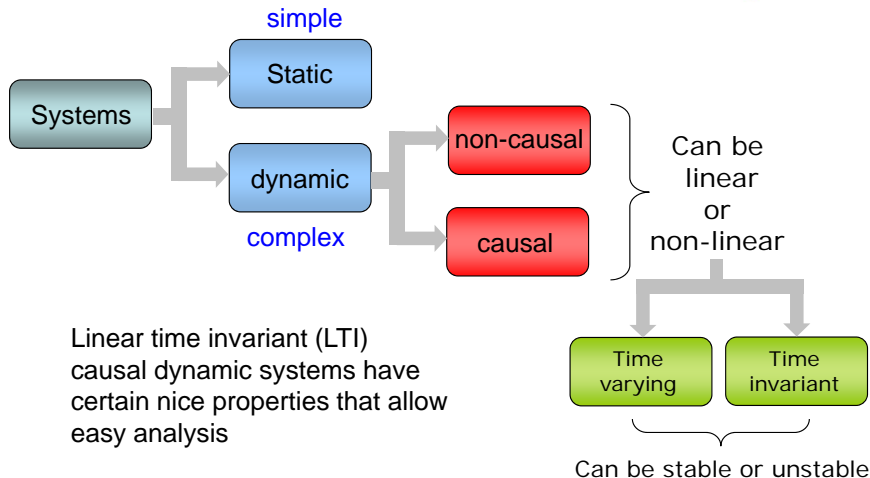 simple
Static
Systems
non-causal
dynamic
complex
causal
Can be
linear
or
non-linear
Linear time invariant (LTI)
causal dynamic systems have
certain nice properties that allow
easy analysis
Time
varying
Time
invariant
Can be stable or unstable